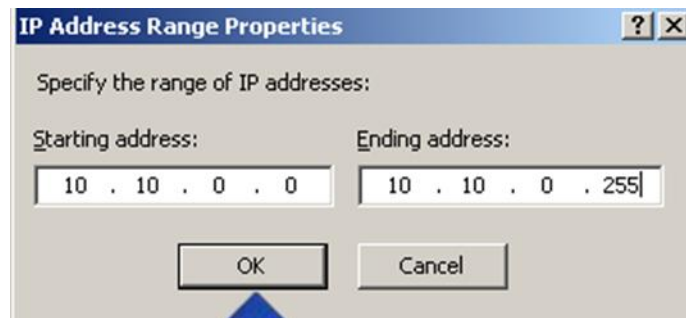 IP Address Range Properties ? X
Specify the range of IP addresses:
Starting address: Ending address:
10 . 10 . 0 . 0 10 . 10 . 0 . 255
OK Cancel